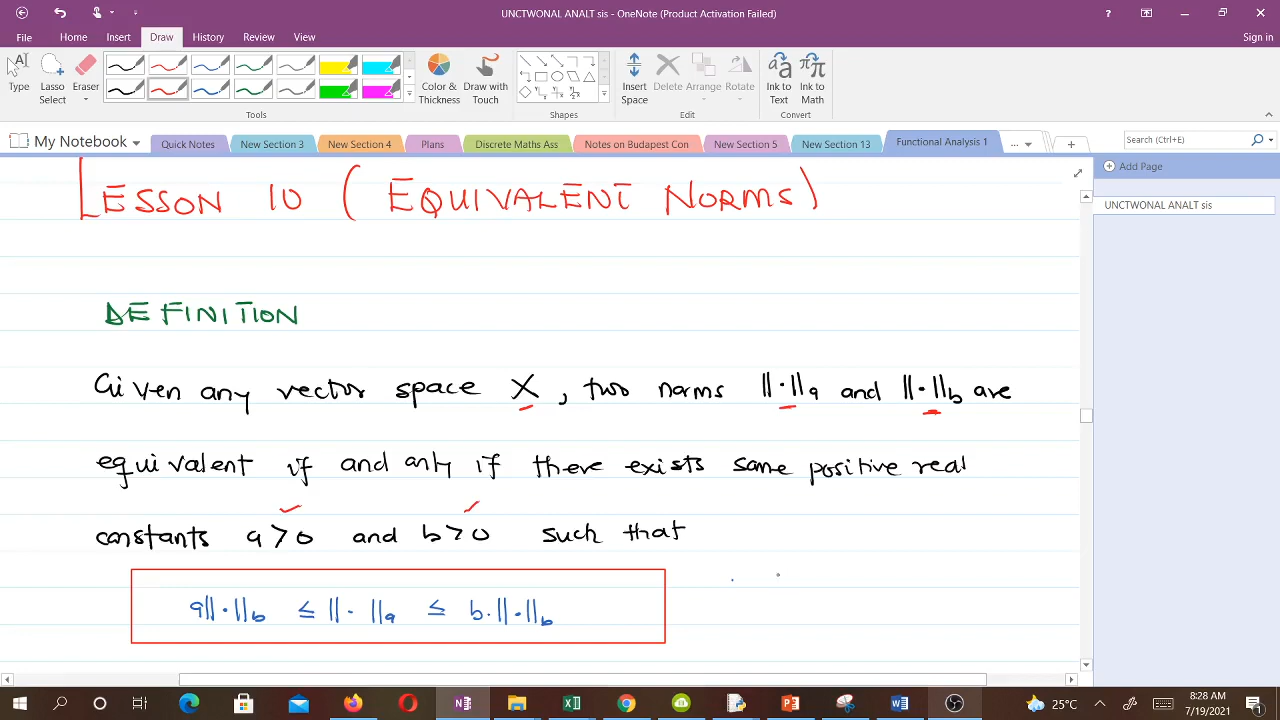 UNCTWONAL ANALT sis - OneNote (Product Activation Failed)
Sign in
File Home Insert Draw History Review View
Type
Lasso Select
Eraser
Color & Thickness
Draw with Touch
Insert Space
Delete
Arrange
Rotate
Ink to Text
Ink to Math
Tools
Shapes
Edit
Convert
My Notebook
Quick Notes
New Section 3
New Section 4
Plans
Discrete Maths Ass
Notes on Budapest Con
New Section 5
New Section 13
Functional Analysis 1
...
Search (Ctrl+E)
Add Page
UNCTWONAL ANALT sis
LESSON 10 ( EQUIVALENT NORMS)
DEFINITION
Given any vector space X, two norms ||·||a and ||·||b are
equivalent if and only if there exists some positive real
constants a > 0 and b > 0 such that
a||·||b ≤ ||·||a ≤ b.||·||b
25°C
8:28 AM
7/19/2021